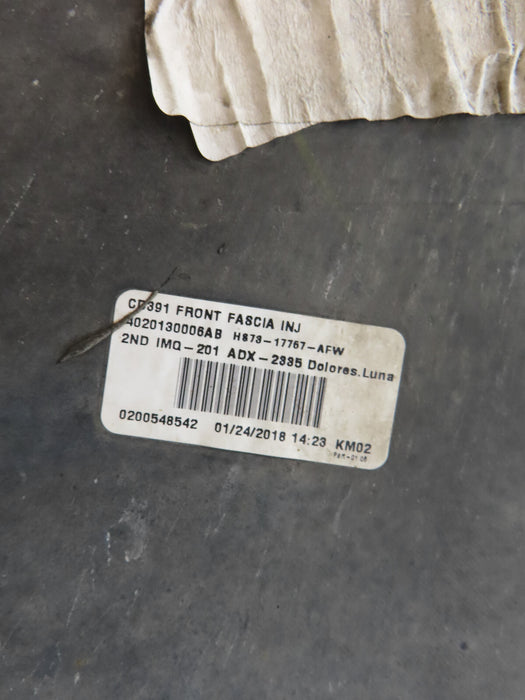 CD391 FRONT FASCIA INJ
4020130006AB HS73-17757-AFW
2ND IMQ-201 ADX-2335 Dolores.Luna
0200548542 01/24/2018 14:23 KM02